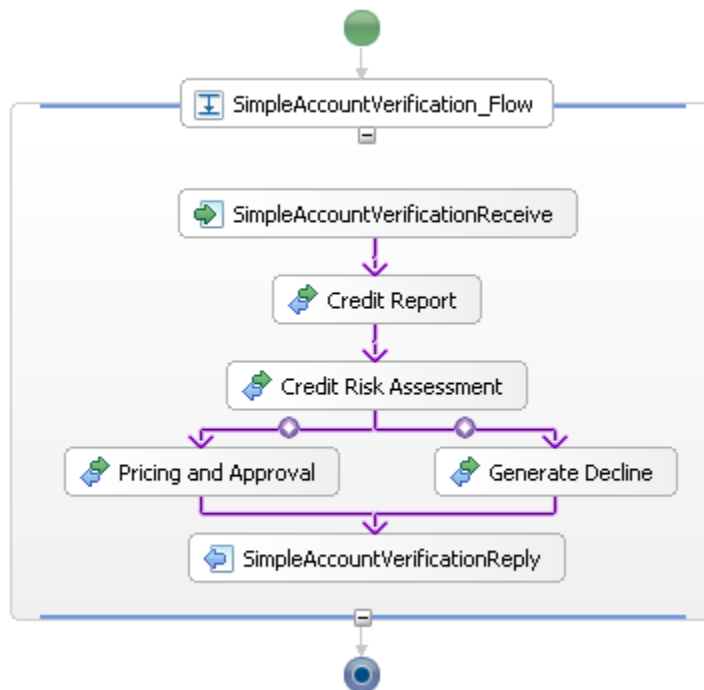 SimpleAccountVerification_Flow
SimpleAccountVerificationReceive
Credit Report
Credit Risk Assessment
Pricing and Approval
Generate Decline
SimpleAccountVerificationReply